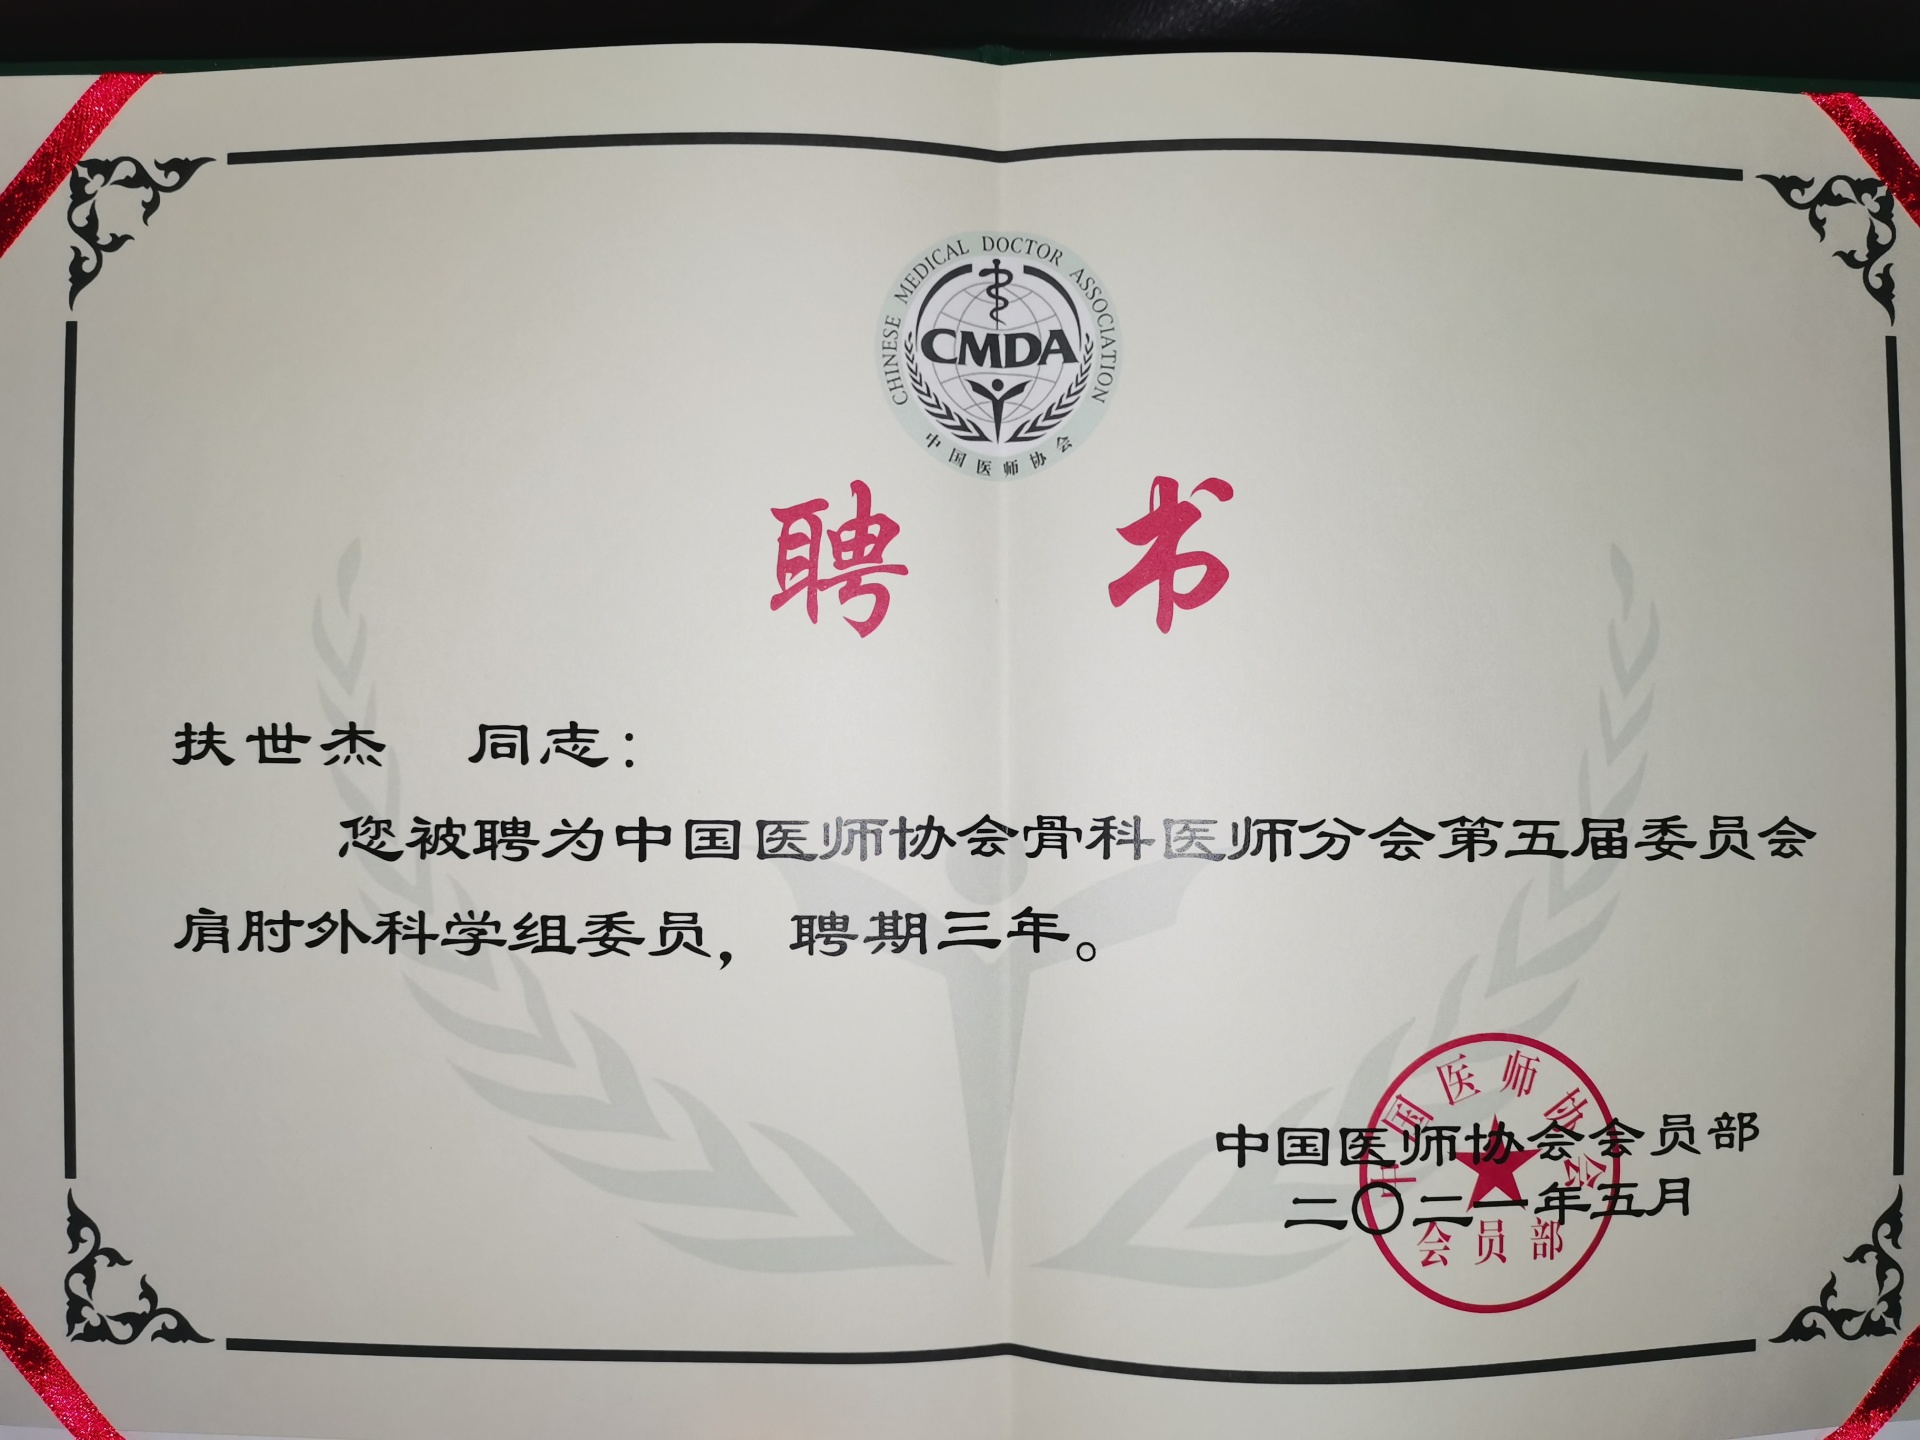 CHINESE MEDICAL DOCTOR ASSOCIATION
CMDA
中国医师协会
聘 书
扶世杰 同志：
您被聘为中国医师协会骨科医师分会第五届委员会
肩肘外科学组委员，聘期三年。
中国医师协会会员部
二〇二一年五月
中国医师协会
会员部